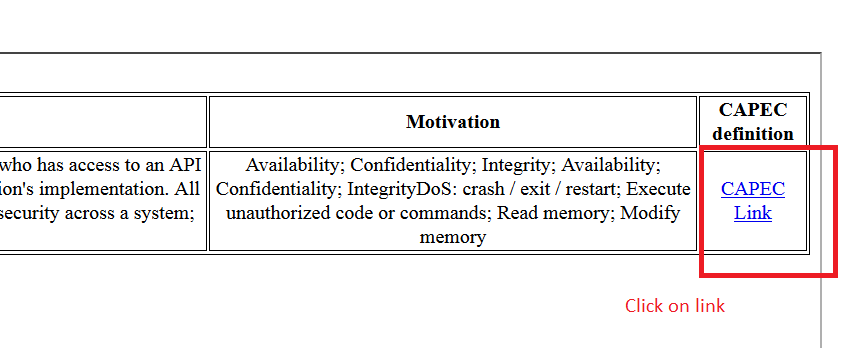 Motivation
CAPEC
definition
who has access to an API
ion's implementation. All
security across a system;
Availability; Confidentiality; Integrity; Availability;
Confidentiality; IntegrityDoS: crash / exit / restart; Execute
unauthorized code or commands; Read memory; Modify
memory
CAPEC
Link
Click on link